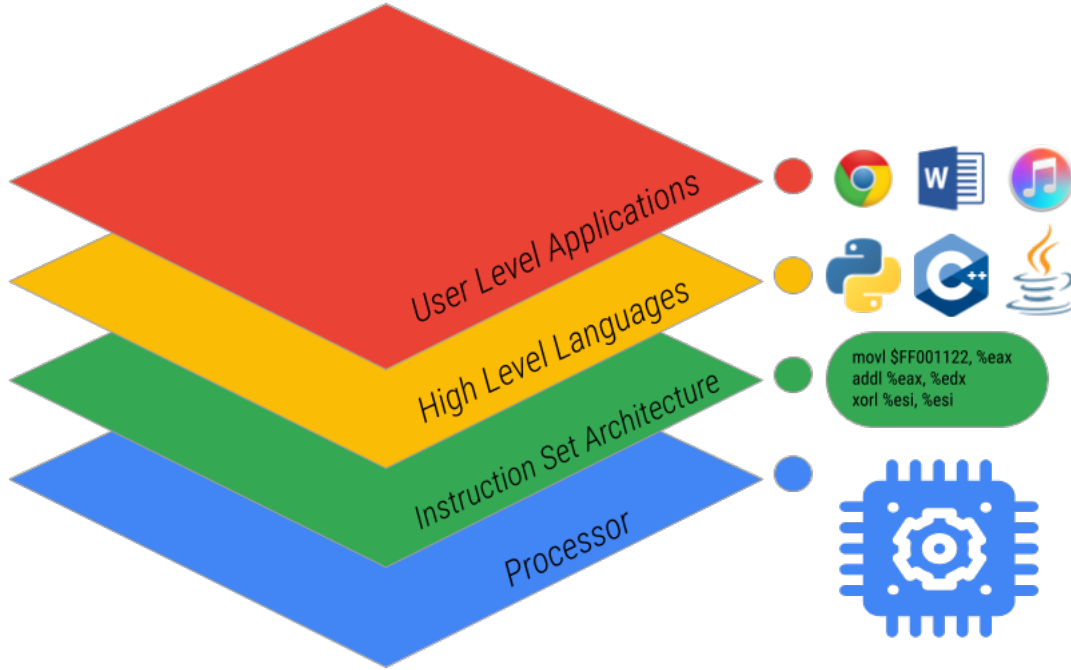 User Level Applications
W
High Level Languages
C++
Instruction Set Architecture
movl $FF001122, %eax
addl %eax, %edx
xorl %esi, %esi
Processor